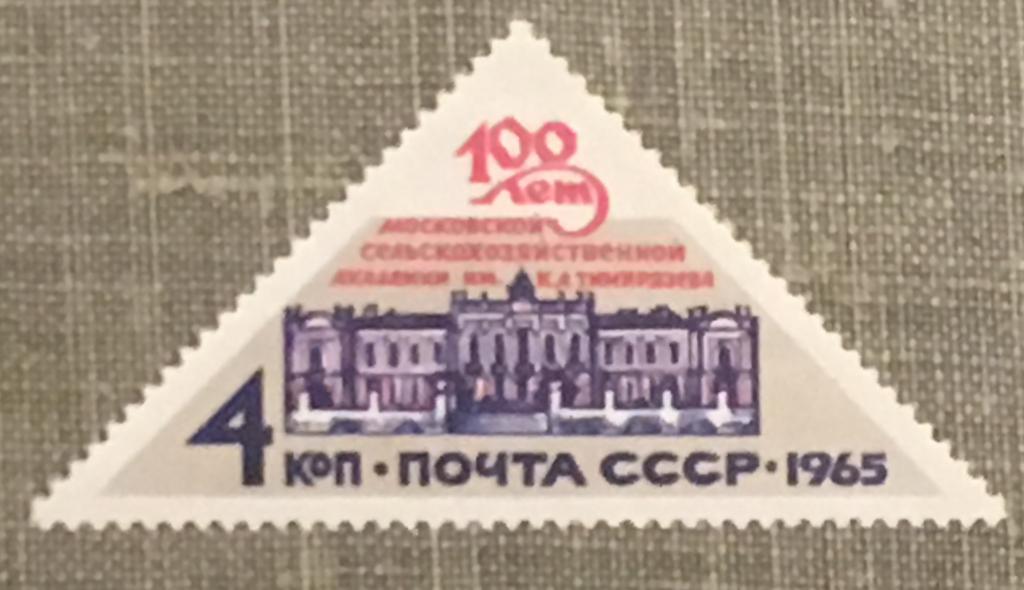 100
лет
МОСКОВСКОЙ
СЕЛЬСКОХОЗЯЙСТВЕННОЙ
АКАДЕМИИ ИМ. К.А ТИМИРЯЗЕВА
4 КОП • ПОЧТА СССР • 1965